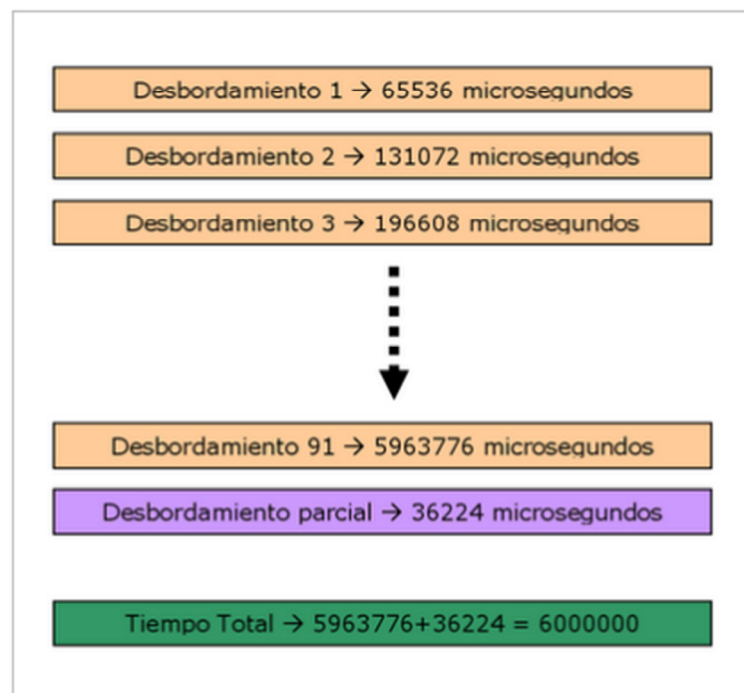 Desbordamiento 1 → 65536 microsegundos
Desbordamiento 2 → 131072 microsegundos
Desbordamiento 3 → 196608 microsegundos
Desbordamiento 91 → 5963776 microsegundos
Desbordamiento parcial → 36224 microsegundos
Tiempo Total → 5963776+36224 = 6000000